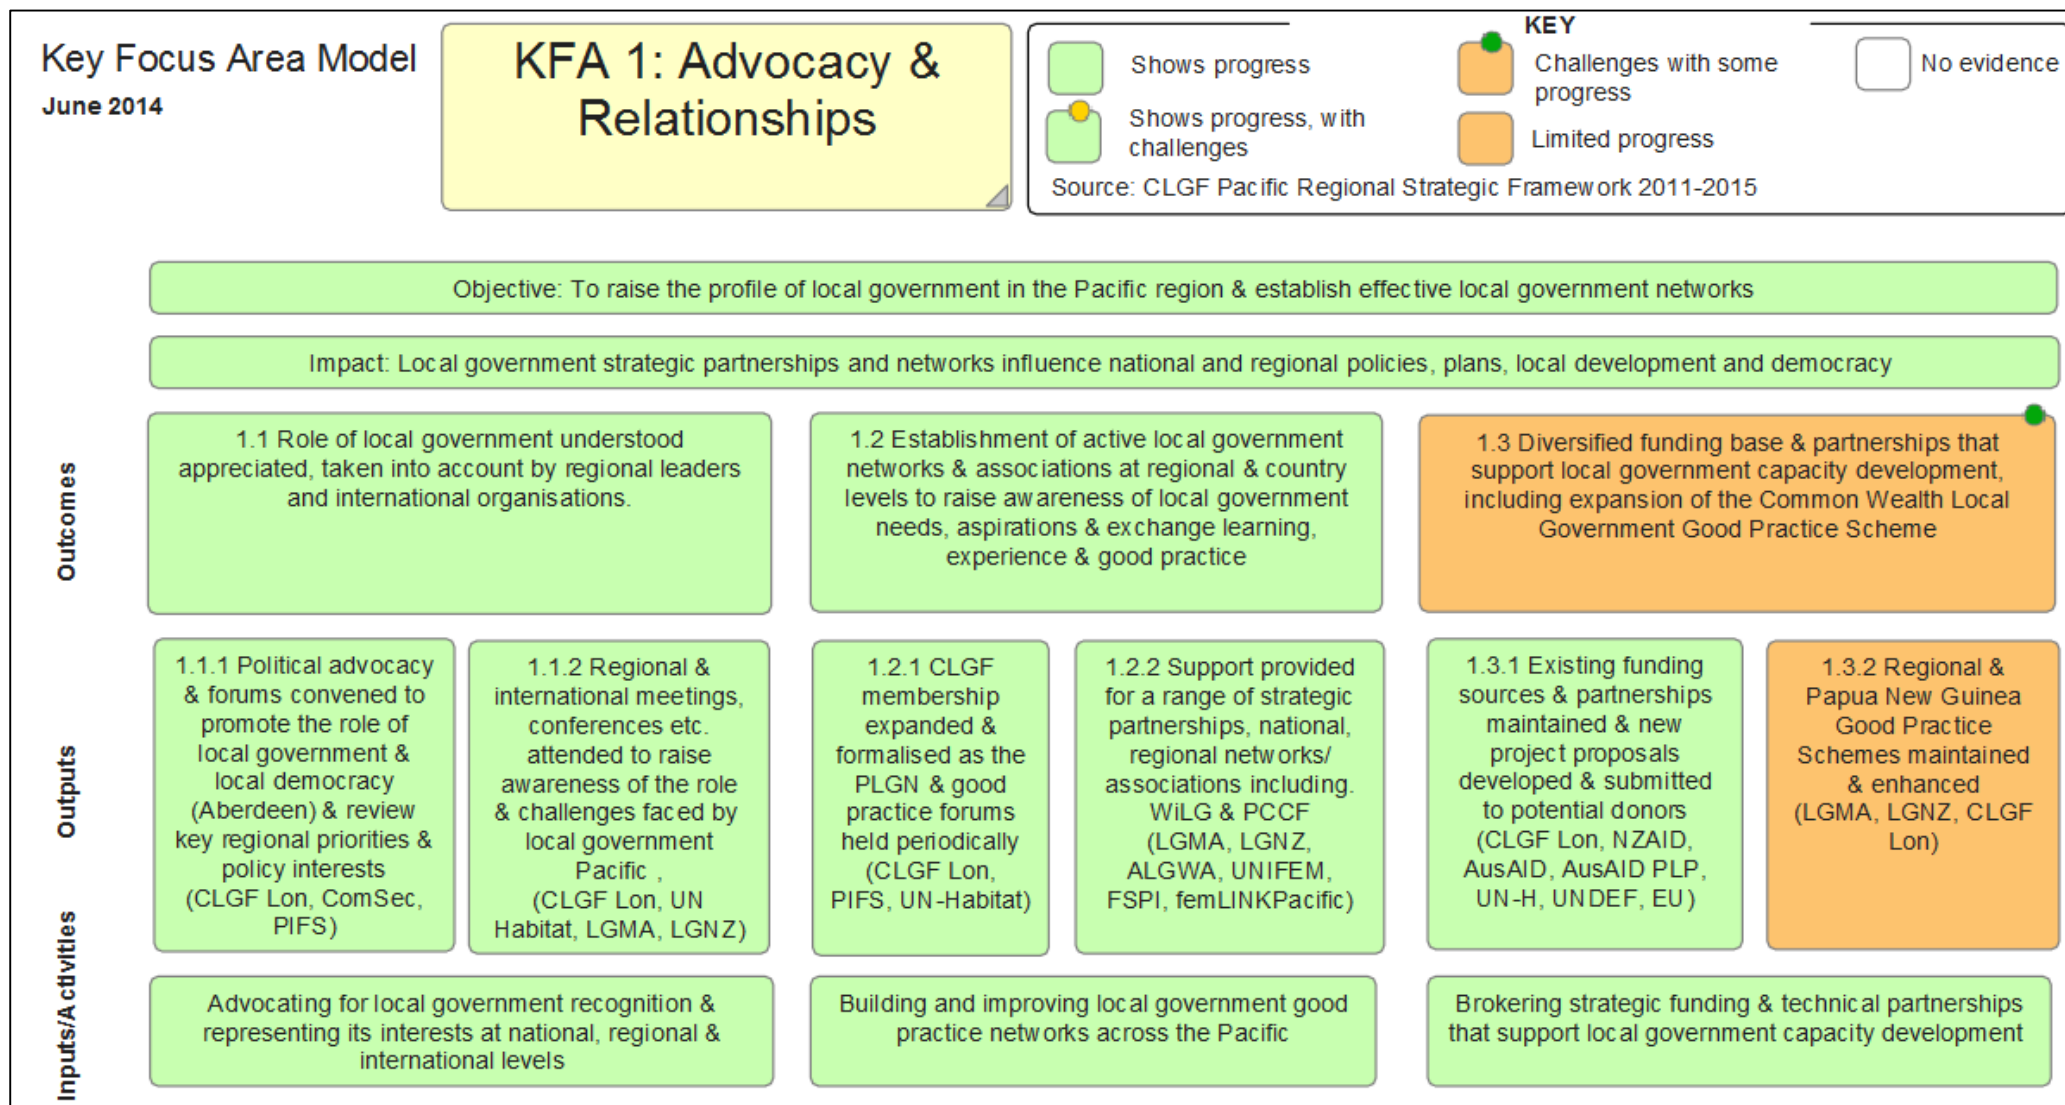 Key Focus Area Model
June 2014
KFA 1: Advocacy &
Relationships
KEY
Shows progress
Shows progress, with
challenges
Challenges with some
progress
Limited progress
No evidence
Source: CLGF Pacific Regional Strategic Framework 2011-2015
Objective: To raise the profile of local government in the Pacific region & establish effective local government networks
Impact: Local government strategic partnerships and networks influence national and regional policies, plans, local development and democracy
Outcomes
1.1 Role of local government understood
appreciated, taken into account by regional leaders
and international organisations.
1.2 Establishment of active local government
networks & associations at regional & country
levels to raise awareness of local government
needs, aspirations & exchange learning,
experience & good practice
1.3 Diversified funding base & partnerships that
support local government capacity development,
including expansion of the Common Wealth Local
Government Good Practice Scheme
Outputs
1.1.1 Political advocacy
& forums convened to
promote the role of
local government &
local democracy
(Aberdeen) & review
key regional priorities &
policy interests
(CLGF Lon, ComSec,
PIFS)
1.1.2 Regional &
international meetings,
conferences etc.
attended to raise
awareness of the role
& challenges faced by
local government
Pacific ,
(CLGF Lon, UN
Habitat, LGMA, LGNZ)
1.2.1 CLGF
membership
expanded &
formalised as the
PLGN & good
practice forums
held periodically
(CLGF Lon,
PIFS, UN-Habitat)
1.2.2 Support provided
for a range of strategic
partnerships, national,
regional networks/
associations including.
WiLG & PCCF
(LGMA, LGNZ,
ALGWA, UNIFEM,
FSPI, femLINKPacific)
1.3.1 Existing funding
sources & partnerships
maintained & new
project proposals
developed & submitted
to potential donors
(CLGF Lon, NZAID,
AusAID, AusAID PLP,
UN-H, UNDEF, EU)
1.3.2 Regional &
Papua New Guinea
Good Practice
Schemes maintained
& enhanced
(LGMA, LGNZ, CLGF
Lon)
Inputs/Activities
Advocating for local government recognition &
representing its interests at national, regional &
international levels
Building and improving local government good
practice networks across the Pacific
Brokering strategic funding & technical partnerships
that support local government capacity development